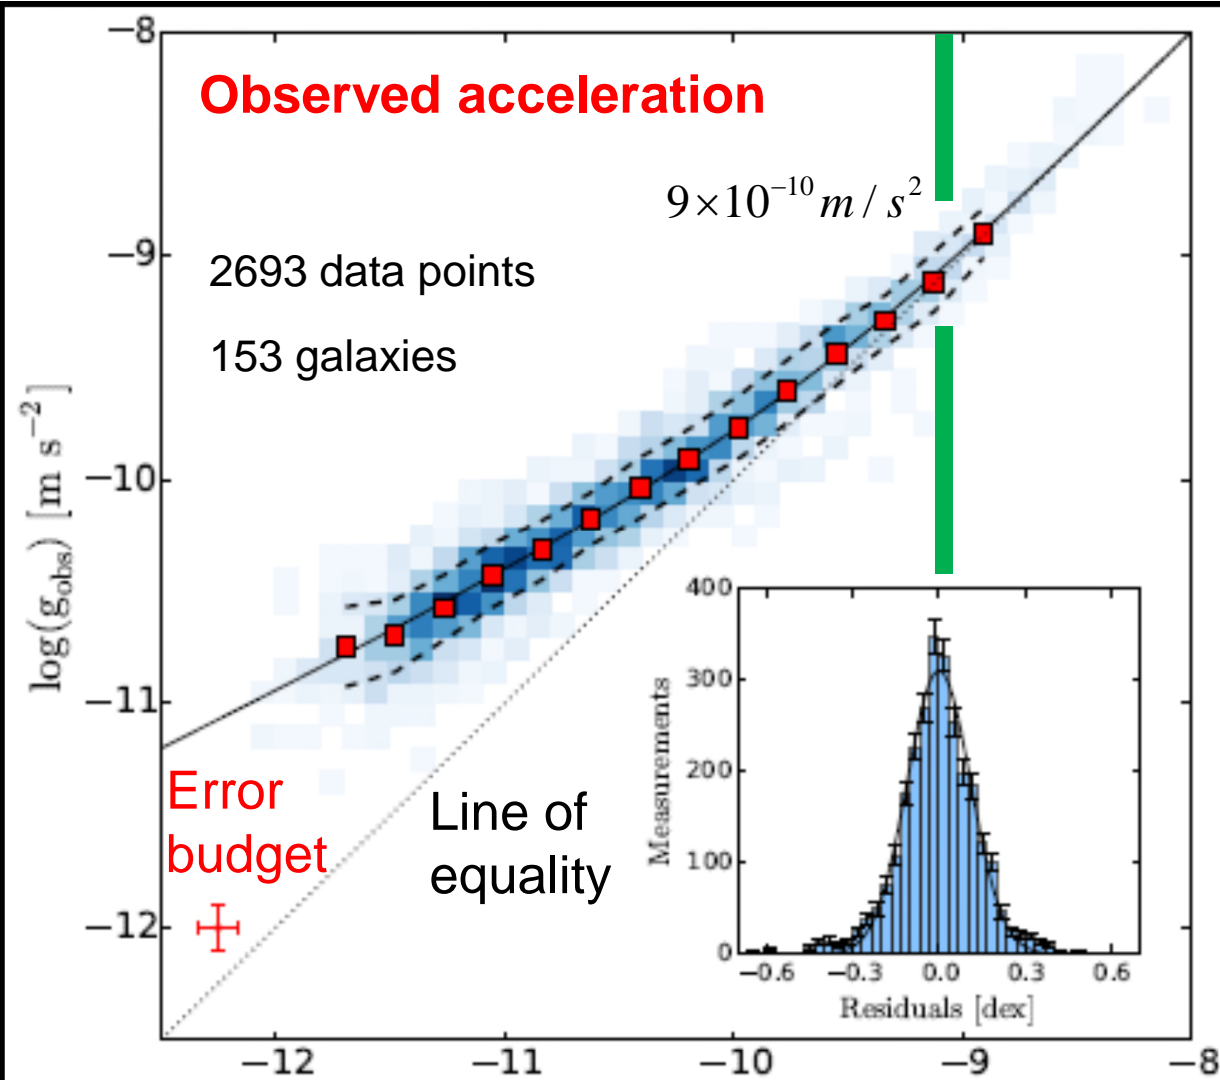 −8
Observed acceleration
9×10⁻¹⁰ m / s²
−9
2693 data points
153 galaxies
log(g_obs) [m s⁻²]
−10
−11
Error
budget
Line of
equality
−12
400
300
200
100
0
Measurements
−0.6 −0.3 0.0 0.3 0.6
Residuals [dex]
−12 −11 −10 −9 −8